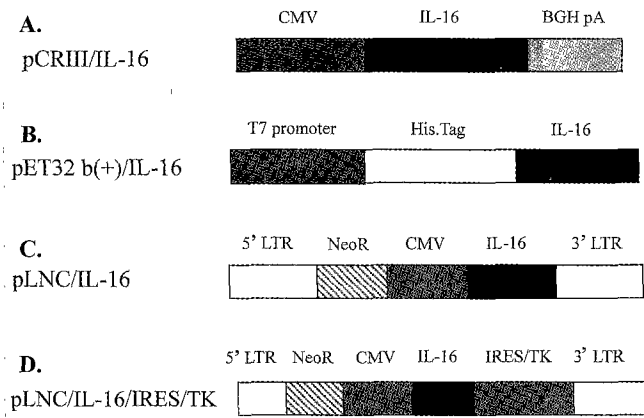 A.
pCRIII/IL-16
CMV IL-16 BGH pA
B.
pET32 b(+)/IL-16
T7 promoter His.Tag IL-16
C.
pLNC/IL-16
5' LTR NeoR CMV IL-16 3' LTR
D.
pLNC/IL-16/IRES/TK
5' LTR NeoR CMV IL-16 IRES/TK 3' LTR